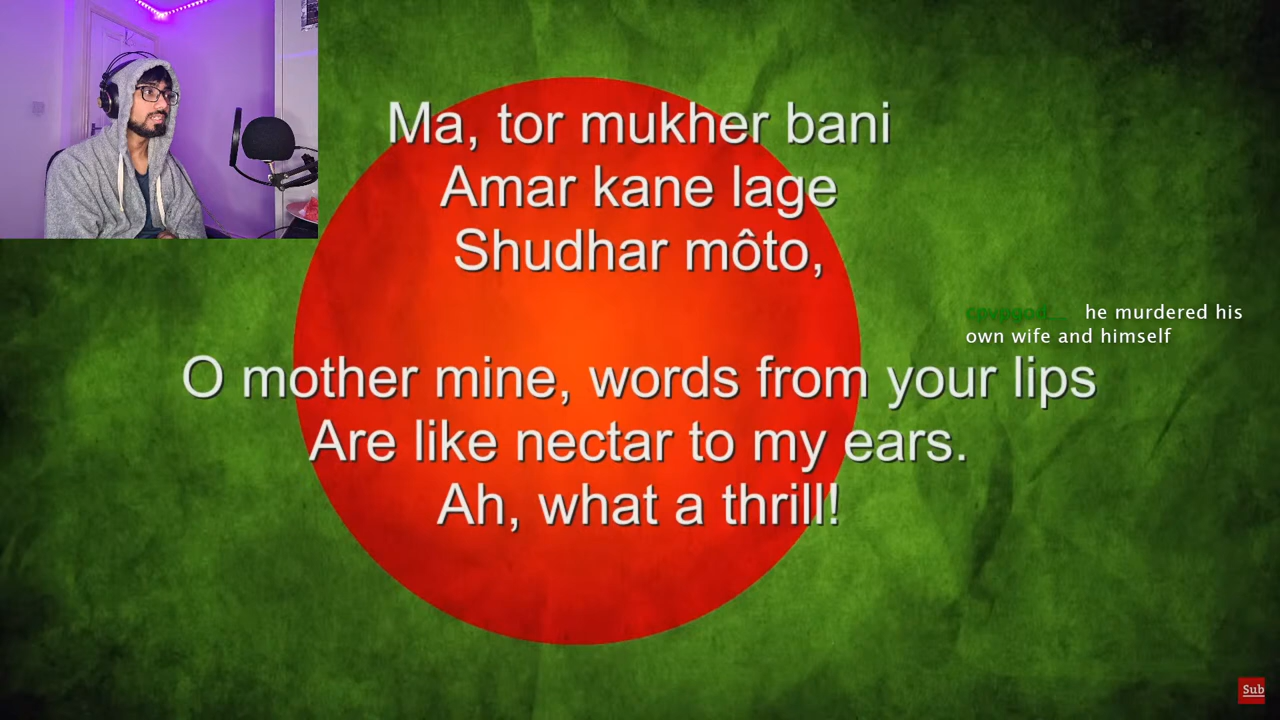 Ma, tor mukher bani
Amar kane lage
Shudhar môto,
he murdered his
own wife and himself
O mother mine, words from your lips
Are like nectar to my ears.
Ah, what a thrill!
Sub